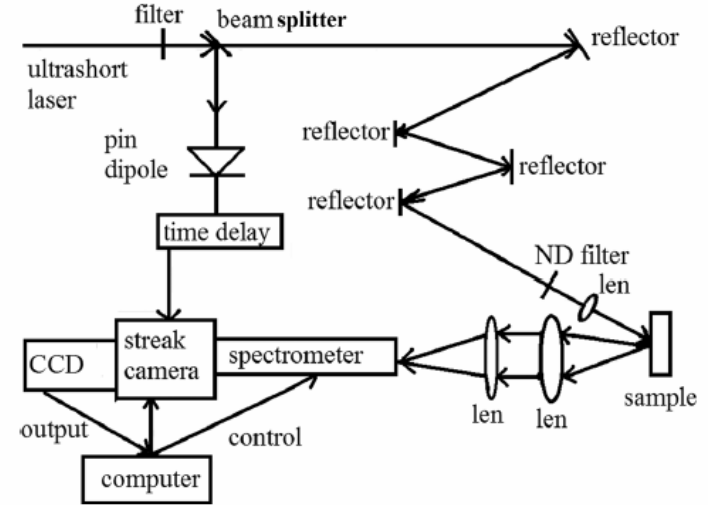 filter
beam splitter
reflector
ultrashort
laser
reflector
pin
dipole
reflector
reflector
time delay
ND filter
len
streak
camera
spectrometer
CCD
sample
len
len
output
control
computer